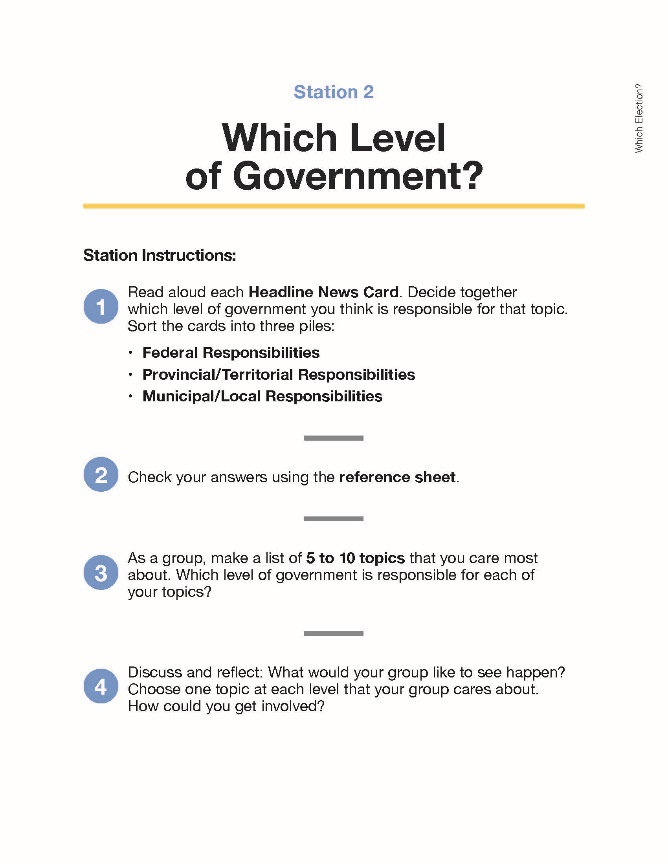 Station 2
Which Election?
Which Level
of Government?
Station Instructions:
1
Read aloud each Headline News Card. Decide together
which level of government you think is responsible for that topic.
Sort the cards into three piles:
• Federal Responsibilities
• Provincial/Territorial Responsibilities
• Municipal/Local Responsibilities
2
Check your answers using the reference sheet.
3
As a group, make a list of 5 to 10 topics that you care most
about. Which level of government is responsible for each of
your topics?
4
Discuss and reflect: What would your group like to see happen?
Choose one topic at each level that your group cares about.
How could you get involved?